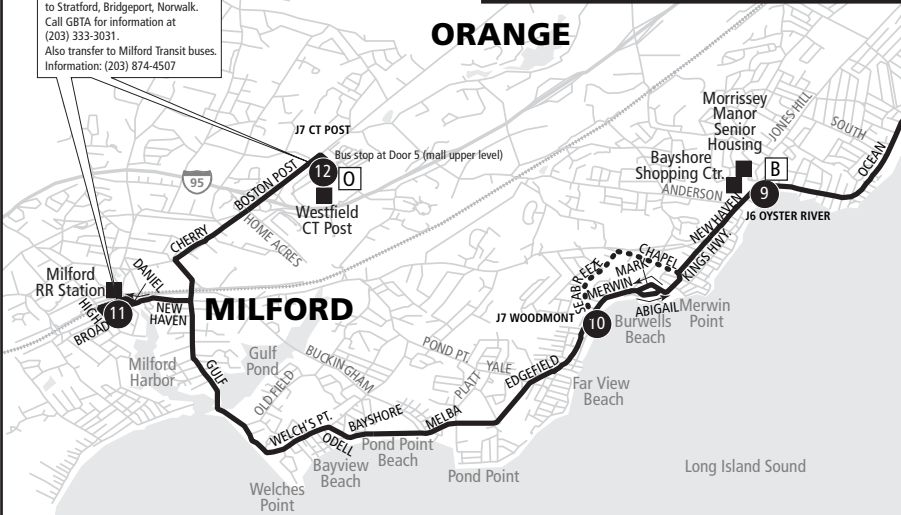 to Stratford, Bridgeport, Norwalk.
Call GBTA for information at
(203) 333-3031.
Also transfer to Milford Transit buses.
Information: (203) 874-4507
ORANGE
Morrissey
Manor
Senior
Housing
JONES HILL
SOUTH
OCEAN
Bayshore
Shopping Ctr.
ANDERSON
B
9
J6 OYSTER RIVER
NEW HAVEN
KINGS HWY.
J7 CT POST
Bus stop at Door 5 (mall upper level)
12
O
Westfield
CT Post
95
BOSTON POST
HOME ACRES
CHERRY
Milford
RR Station
DANIEL
HIGH
BROAD
11
NEW
HAVEN
MILFORD
CHAPEL
MARK
SEABREEZE
MERWIN
ABIGAIL
Merwin
Point
J7 WOODMONT
10
Burwells
Beach
Milford
Harbor
Gulf
Pond
GULF
OLD FIELD
BUCKINGHAM
POND PT.
YALE
PLATT
EDGEFIELD
Far View
Beach
WELCH'S PT.
ODELL
BAYSHORE
MELBA
Pond Point
Beach
Bayview
Beach
Pond Point
Welches
Point
Long Island Sound